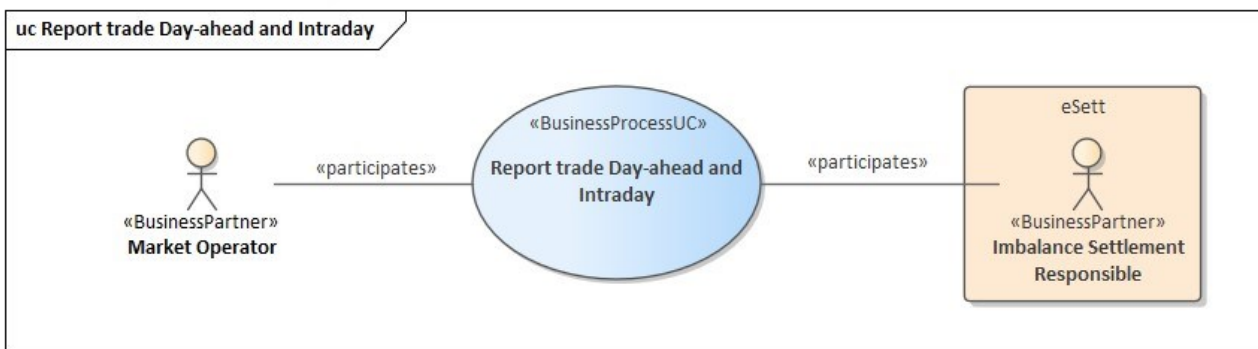 uc Report trade Day-ahead and Intraday
«BusinessProcessUC»
Report trade Day-ahead and
Intraday
«participates»
«participates»
«BusinessPartner»
Market Operator
eSett
«BusinessPartner»
Imbalance Settlement
Responsible